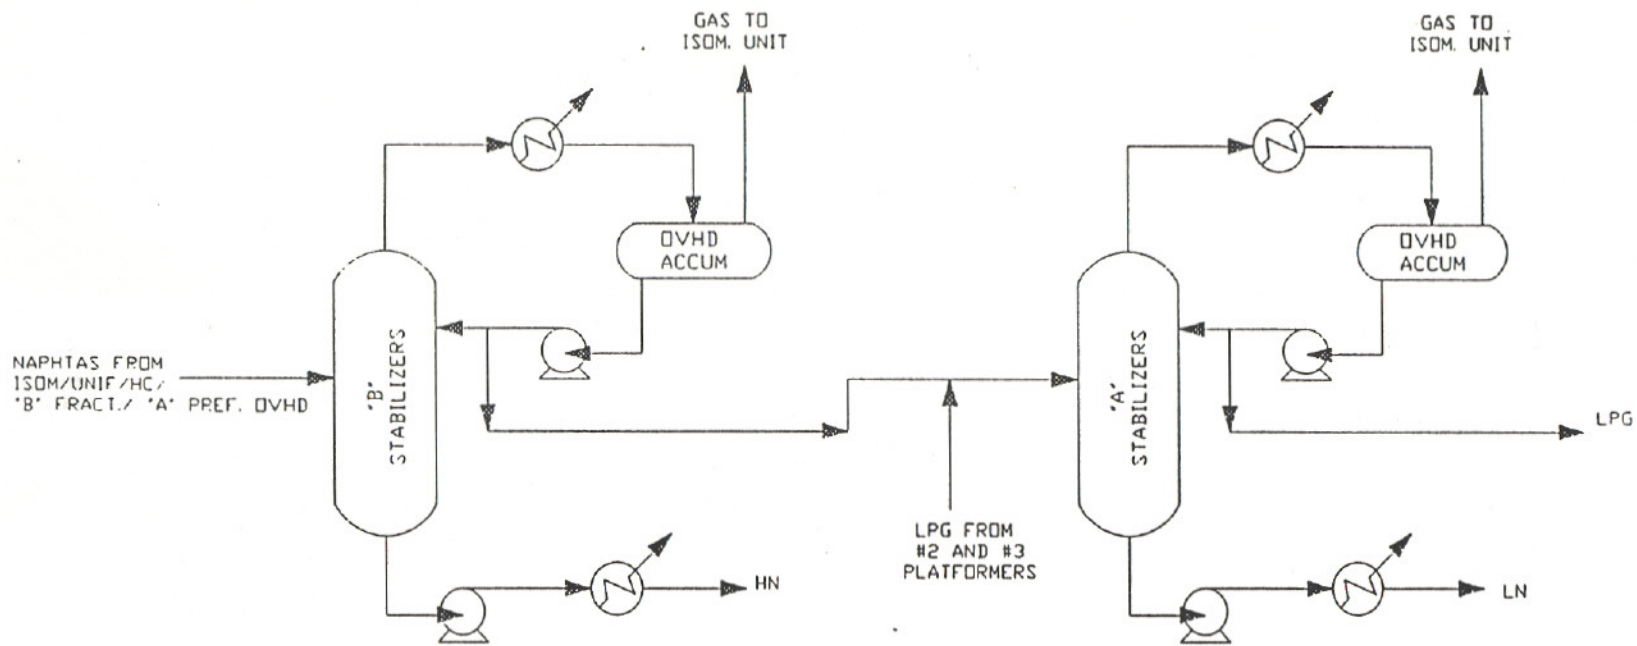 GAS TO
ISOM. UNIT
GAS TO
ISOM. UNIT
OVHD
ACCUM
OVHD
ACCUM
NAPHTAS FROM
ISOM/UNIF/HC/
"B" FRACT./ "A" PREF. OVHD
"B"
STABILIZERS
"A"
STABILIZERS
LPG
LPG FROM
#2 AND #3
PLATFORMERS
HN
LN